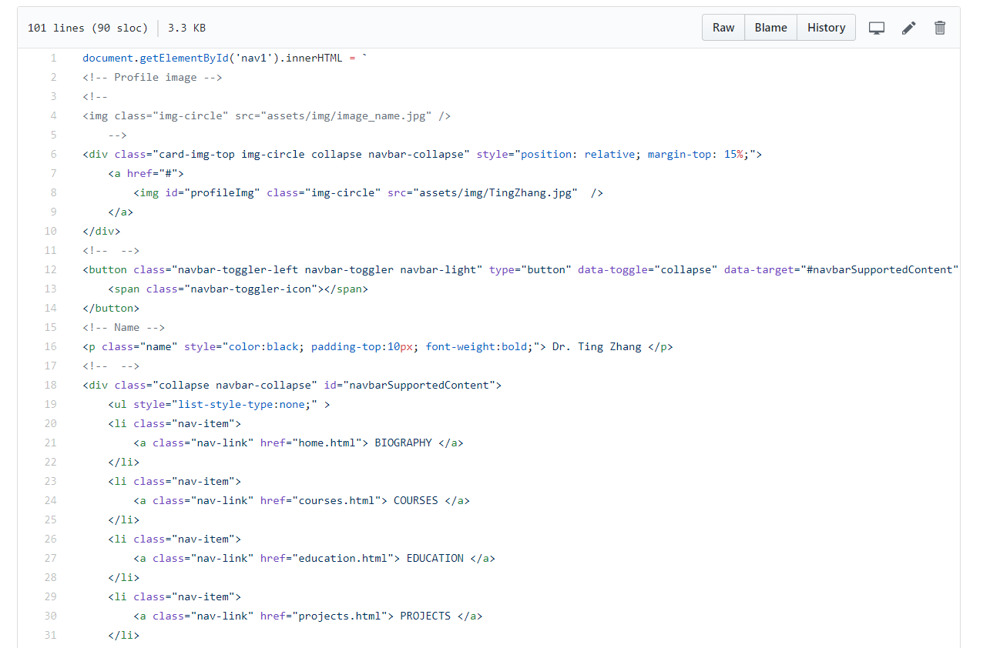 101 lines (90 sloc) 3.3 KB Raw Blame History
1 document.getElementById('nav1').innerHTML = `
2 <!-- Profile image -->
3 <!--
4 <img class="img-circle" src="assets/img/image_name.jpg" />
5     -->
6 <div class="card-img-top img-circle collapse navbar-collapse" style="position: relative; margin-top: 15%;">
7     <a href="#">
8         <img id="profileImg" class="img-circle" src="assets/img/TingZhang.jpg"  />
9     </a>
10 </div>
11 <!--  -->
12 <button class="navbar-toggler-left navbar-toggler navbar-light" type="button" data-toggle="collapse" data-target="#navbarSupportedContent"
13     <span class="navbar-toggler-icon"></span>
14 </button>
15 <!-- Name -->
16 <p class="name" style="color:black; padding-top:10px; font-weight:bold;"> Dr. Ting Zhang </p>
17 <!--  -->
18 <div class="collapse navbar-collapse" id="navbarSupportedContent">
19     <ul style="list-style-type:none;" >
20     <li class="nav-item">
21         <a class="nav-link" href="home.html"> BIOGRAPHY </a>
22     </li>
23     <li class="nav-item">
24         <a class="nav-link" href="courses.html"> COURSES </a>
25     </li>
26     <li class="nav-item">
27         <a class="nav-link" href="education.html"> EDUCATION </a>
28     </li>
29     <li class="nav-item">
30         <a class="nav-link" href="projects.html"> PROJECTS </a>
31     </li>